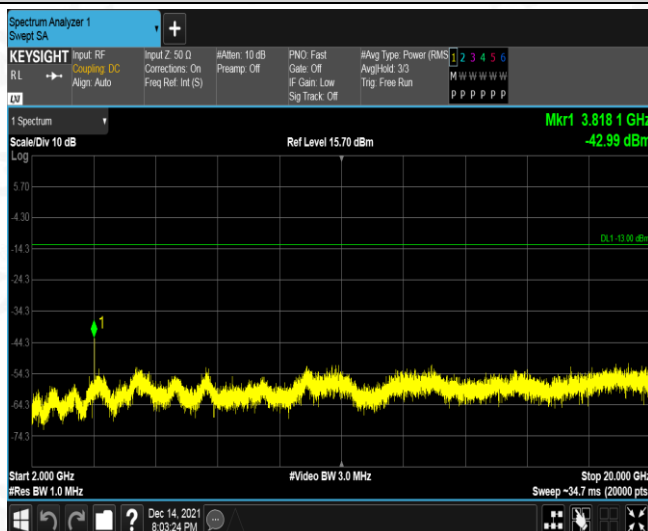 Spectrum Analyzer 1
Swept SA
+
KEYSIGHT Input: RF Input Z: 50 Ω #Atten: 10 dB PNO: Fast #Avg Type: Power (RMS 1 2 3 4 5 6
RL Coupling: DC Corrections: On Preamp: Off Gate: Off Avg|Hold: 3/3 M W W W W W
Align: Auto Freq Ref: Int (S) IF Gain: Low Trig: Free Run
Sig Track: Off P P P P P P
LXI
1 Spectrum Mkr1 3.818 1 GHz
Scale/Div 10 dB Ref Level 15.70 dBm -42.99 dBm
Log
5.70
-4.30
DL1 -13.00 dBm
-14.3
-24.3
-34.3
1
-44.3
-54.3
-64.3
-74.3
Start 2.000 GHz #Video BW 3.0 MHz Stop 20.000 GHz
#Res BW 1.0 MHz Sweep ~34.7 ms (20000 pts
? Dec 14, 2021
8:03:24 PM